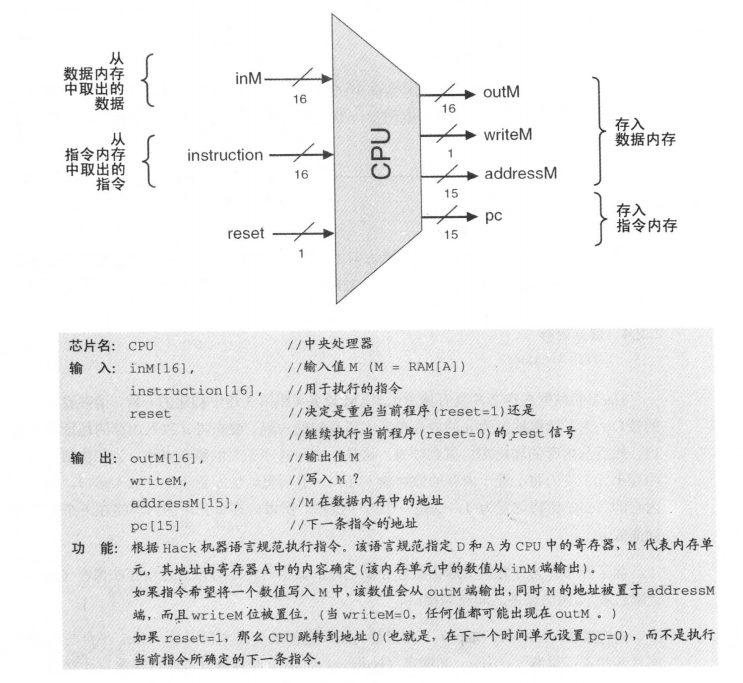 从
数据内存
中取出的
数据
inM
16
从
指令内存
中取出的
指令
instruction
16
reset
1
CPU
16
outM
1
writeM
15
addressM
15
pc
存入
数据内存
存入
指令内存
芯片名: CPU //中央处理器
输 入: inM[16], //输入值 M (M = RAM[A])
instruction[16], //用于执行的指令
reset //决定是重启当前程序(reset=1)还是
//继续执行当前程序(reset=0)的 rest 信号
输 出: outM[16], //输出值 M
writeM, //写入 M ?
addressM[15], //M 在数据内存中的地址
pc[15] //下一条指令的地址
功 能: 根据 Hack 机器语言规范执行指令。该语言规范指定 D 和 A 为 CPU 中的寄存器, M 代表内存单
元, 其地址由寄存器 A 中的内容确定(该内存单元中的数值从 inM 端输出)。
如果指令希望将一个数值写入 M 中, 该数值会从 outM 端输出, 同时 M 的地址被置于 addressM
端, 而且 writeM 位被置位。(当 writeM=0, 任何值都可能出现在 outM 。)
如果 reset=1, 那么 CPU 跳转到地址 0(也就是, 在下一个时间单元设置 pc=0), 而不是执行
当前指令所确定的下一条指令。